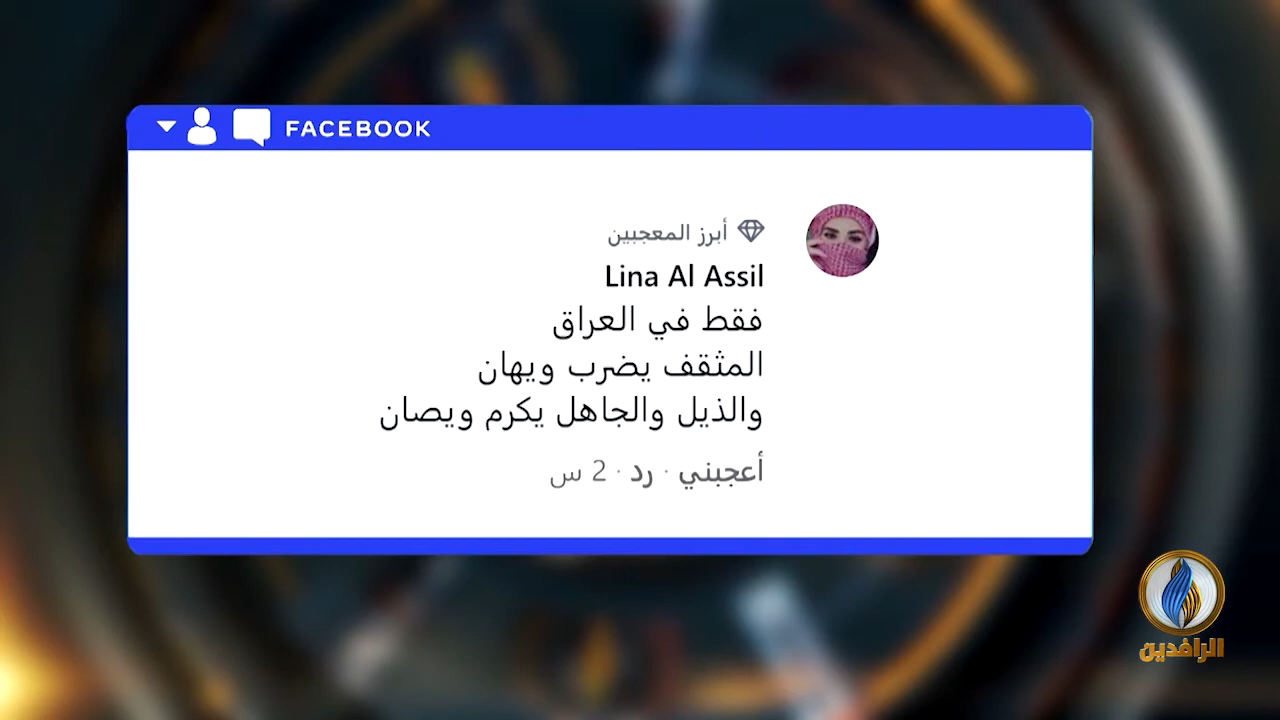 FACEBOOK
أبرز المعجبين
Lina Al Assil
فقط في العراق
المثقف يضرب ويهان
والذيل والجاهل يكرم ويصان
أعجبني · رد · 2 س
الرافدين